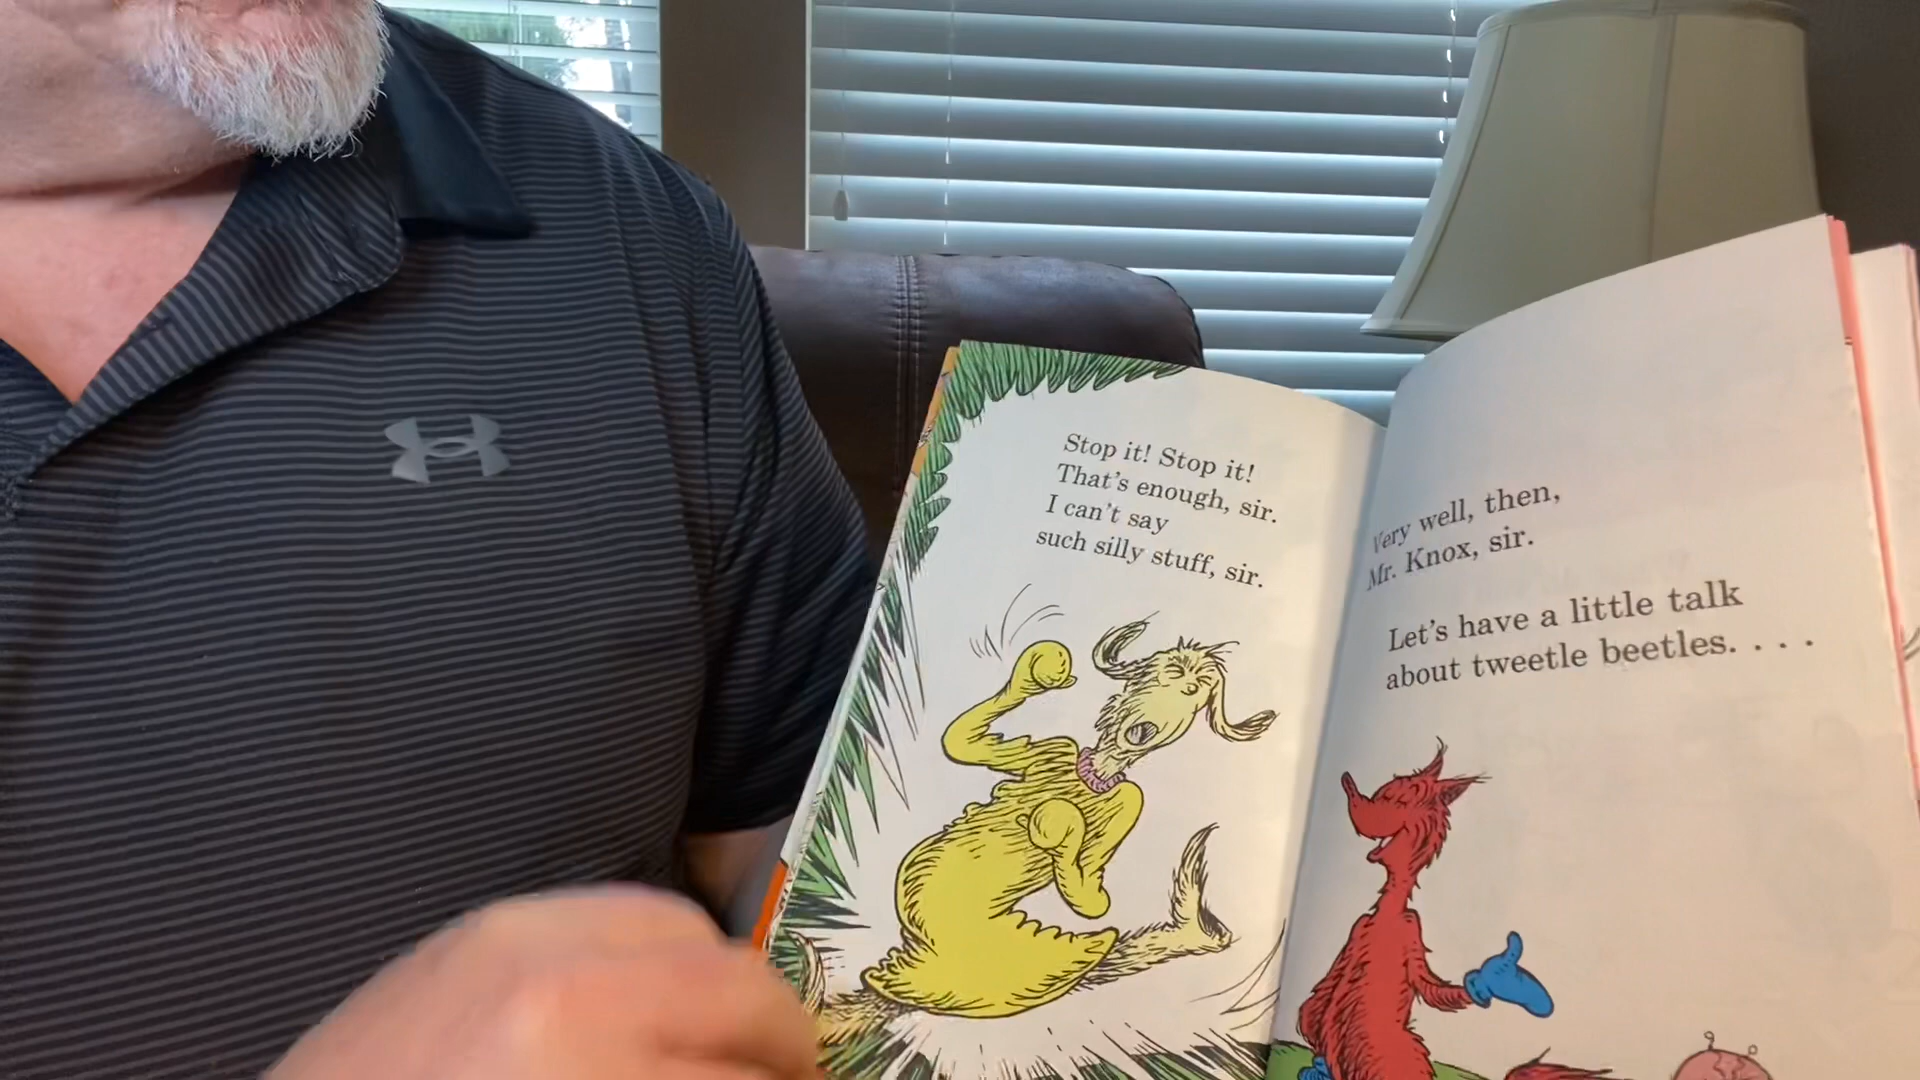 Stop it! Stop it!
That's enough, sir.
I can't say
such silly stuff, sir.
Very well, then,
Mr. Knox, sir.
Let's have a little talk
about tweetle beetles. . . .